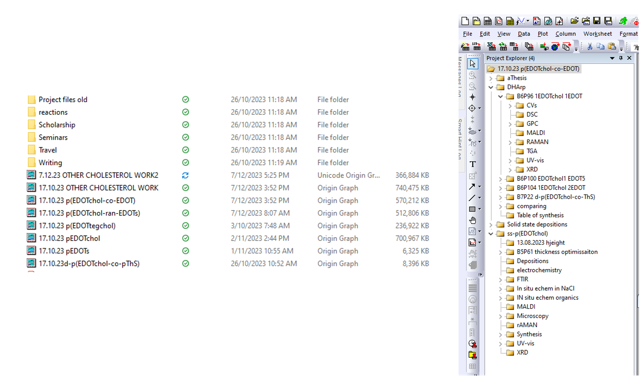 Project files old 26/10/2023 11:18 AM File folder
reactions 26/10/2023 11:18 AM File folder
Scholarship 26/10/2023 11:18 AM File folder
Seminars 26/10/2023 11:18 AM File folder
Travel 26/10/2023 11:18 AM File folder
Writing 26/10/2023 11:19 AM File folder
7.12.23 OTHER CHOLESTEROL WORK2 7/12/2023 5:25 PM Unicode Origin Gr... 366,884 KB
17.10.23 OTHER CHOLESTEROL WORK 7/12/2023 3:52 PM Origin Graph 740,475 KB
17.10.23 p(EDOTchol-co-EDOT) 7/12/2023 3:52 PM Origin Graph 570,212 KB
17.10.23 p(EDOTchol-ran-EDOTs) 7/12/2023 8:07 AM Origin Graph 512,806 KB
17.10.23 p(EDOTtegchol) 3/10/2023 7:48 AM Origin Graph 236,922 KB
17.10.23 pEDOTchol 2/11/2023 2:44 PM Origin Graph 700,967 KB
17.10.23 pEDOTs 1/11/2023 10:55 AM Origin Graph 6,325 KB
17.10.23d-p(EDOTchol-co-pThS) 26/10/2023 10:52 AM Origin Graph 8,396 KB
File Edit View Data Plot Column Worksheet Format
Project Explorer (4)
17.10.23 p(EDOTchol-co-EDOT)
aThesis
DHArp
B6P96 1EDOTchol 1EDOT
CVs
DSC
GPC
MALDI
RAMAN
TGA
UV-vis
XRD
B6P100 EDOTchol1 EDOT5
B6P104 1EDOTchol 2EDOT
B7P22 d-p(EDOTchol-co-ThS)
comparing
Table of synthesis
Solid state depositions
ss-p(EDOTchol)
13.08.2023 hjeight
B5P61 thickness optimissaiton
Depositions
electrochemistry
FTIR
In situ echem in NaCl
IN situ echem organics
MALDI
Microscopy
rAMAN
Synthesis
UV-vis
XRD